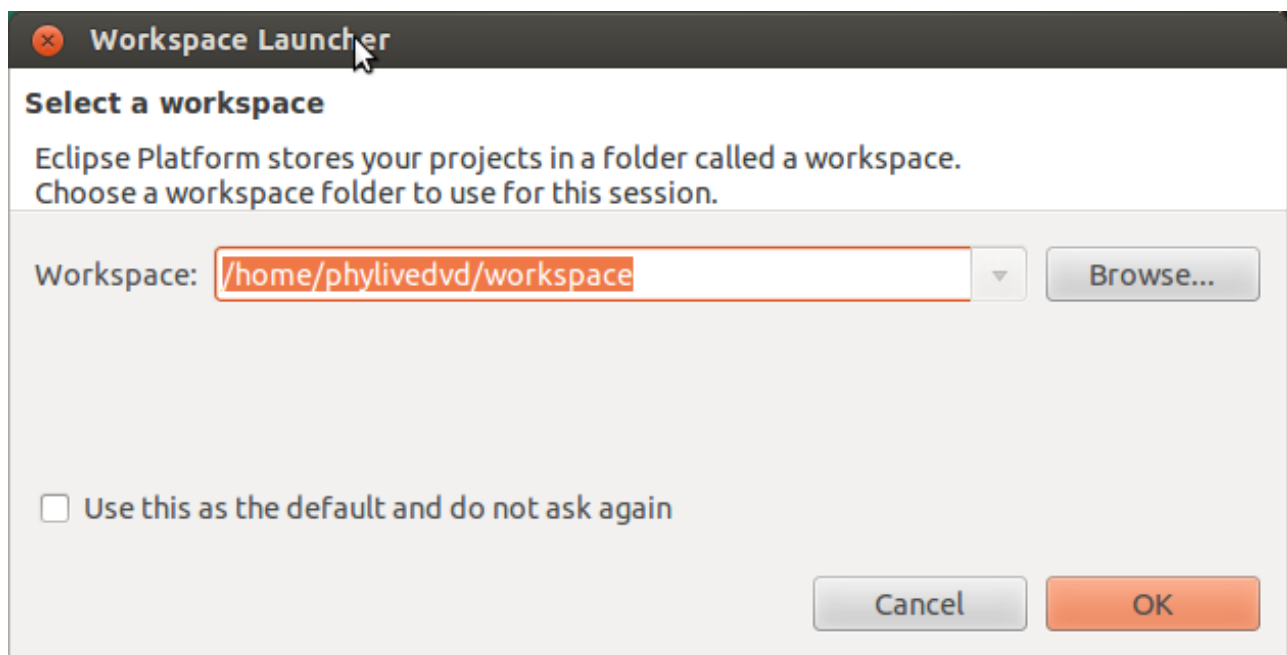 Workspace Launcher
Select a workspace
Eclipse Platform stores your projects in a folder called a workspace.
Choose a workspace folder to use for this session.
Workspace: /home/phylivedvd/workspace Browse...
Use this as the default and do not ask again
Cancel OK